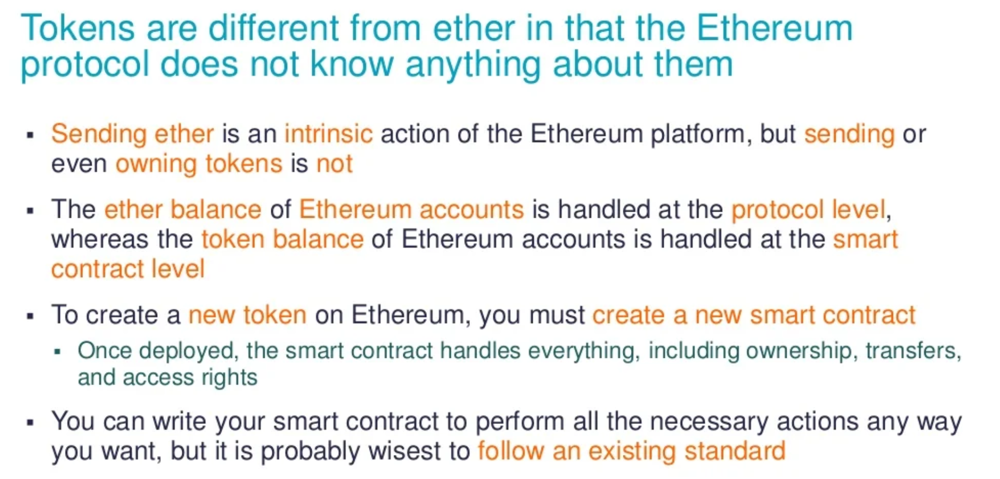 Tokens are different from ether in that the Ethereum
protocol does not know anything about them
▪ Sending ether is an intrinsic action of the Ethereum platform, but sending or
even owning tokens is not
▪ The ether balance of Ethereum accounts is handled at the protocol level,
whereas the token balance of Ethereum accounts is handled at the smart
contract level
▪ To create a new token on Ethereum, you must create a new smart contract
▪ Once deployed, the smart contract handles everything, including ownership, transfers,
and access rights
▪ You can write your smart contract to perform all the necessary actions any way
you want, but it is probably wisest to follow an existing standard